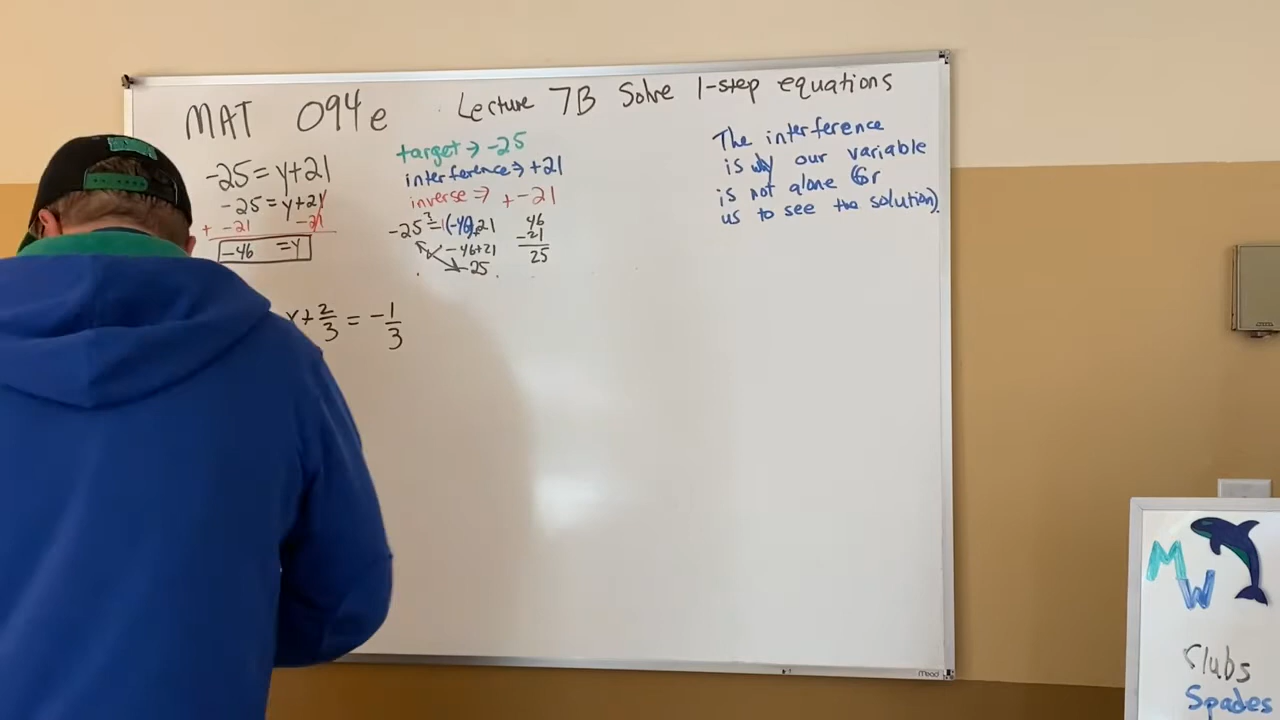 MAT 094e
Lecture 7B Solve 1-step equations
-25 = y+21
-25 = y+21
+ -21 -21
-46 = y
target → -25
interference → +21
inverse → + -21
-25 ?= (-46)+21
-46+21
-25
46
-21
25
The interference
is why our variable
is not alone (for
us to see the solution).
x + 2/3 = -1/3
MW
Clubs
Spades